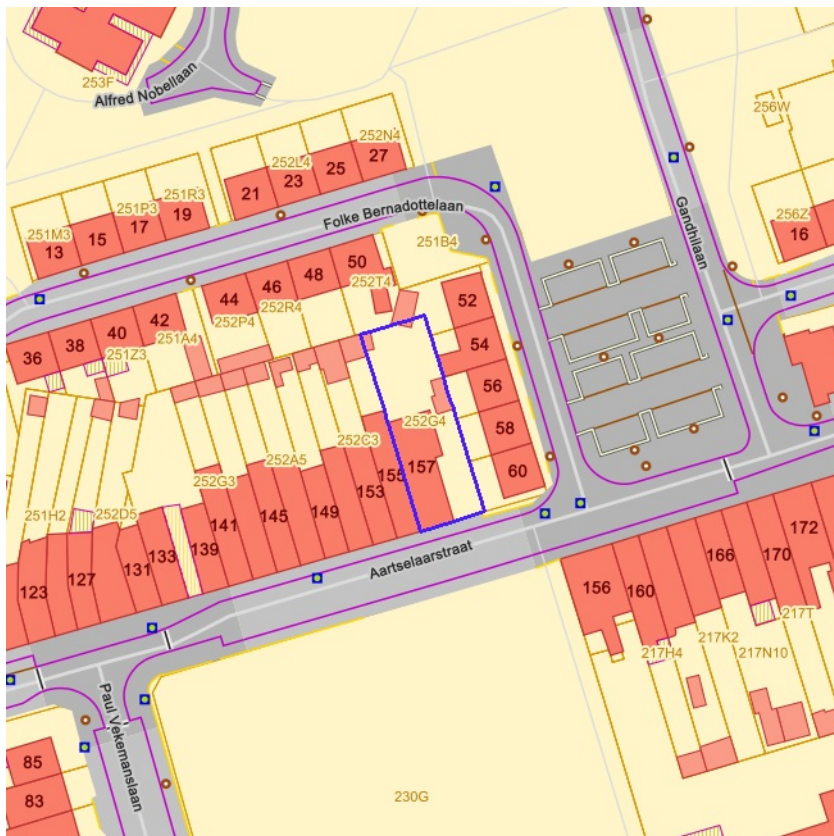 253F
Alfred Nobellaan
256W
252N4
27
252L4
25
23
21
251R3
19
251P3
17
15
251M3
13
Folke Bernadottelaan
Gandhilaan
256Z
16
251B4
50
252T4
48
46
252R4
44
252P4
42
251A4
40
251Z3
38
36
52
54
56
58
60
252G4
252C3
157
155
153
252A5
149
145
252G3
141
139
133
131
252D5
127
251H2
123
Aartselaarstraat
172
170
166
160
156
217T
217K2
217N10
217H4
Paul Vekemanslaan
85
83
230G